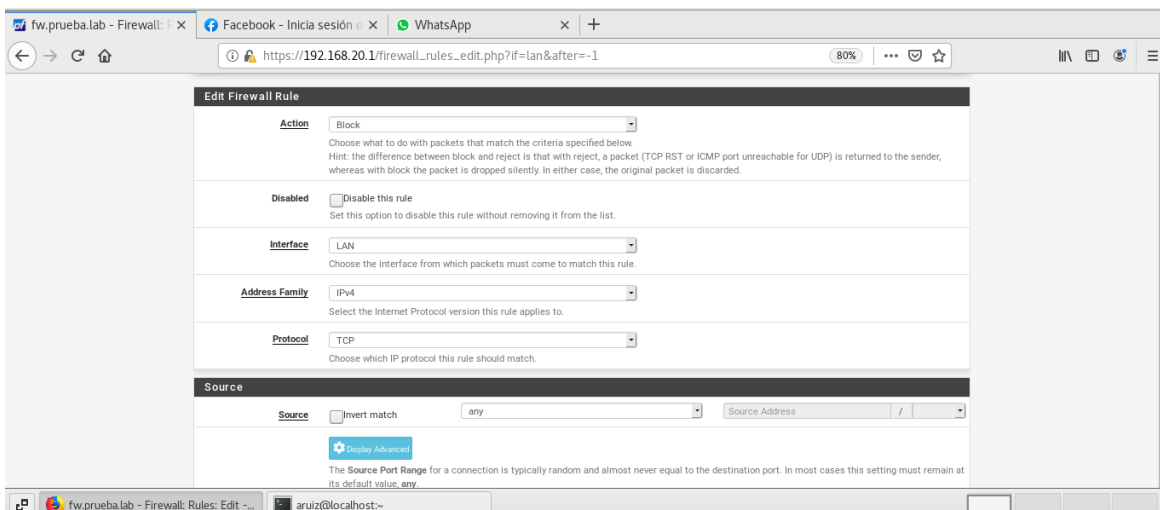 fw.prueba.lab - Firewall: R
Facebook - Inicia sesión o
WhatsApp
https://192.168.20.1/firewall_rules_edit.php?if=lan&after=-1
80%
Edit Firewall Rule
Action
Block
Choose what to do with packets that match the criteria specified below.
Hint: the difference between block and reject is that with reject, a packet (TCP RST or ICMP port unreachable for UDP) is returned to the sender,
whereas with block the packet is dropped silently. In either case, the original packet is discarded.
Disabled
Disable this rule
Set this option to disable this rule without removing it from the list.
Interface
LAN
Choose the interface from which packets must come to match this rule.
Address Family
IPv4
Select the Internet Protocol version this rule applies to.
Protocol
TCP
Choose which IP protocol this rule should match.
Source
Source
Invert match
any
Source Address
/
Display Advanced
The Source Port Range for a connection is typically random and almost never equal to the destination port. In most cases this setting must remain at
its default value, any.
fw.prueba.lab - Firewall: Rules: Edit -...
aruiz@localhost:~